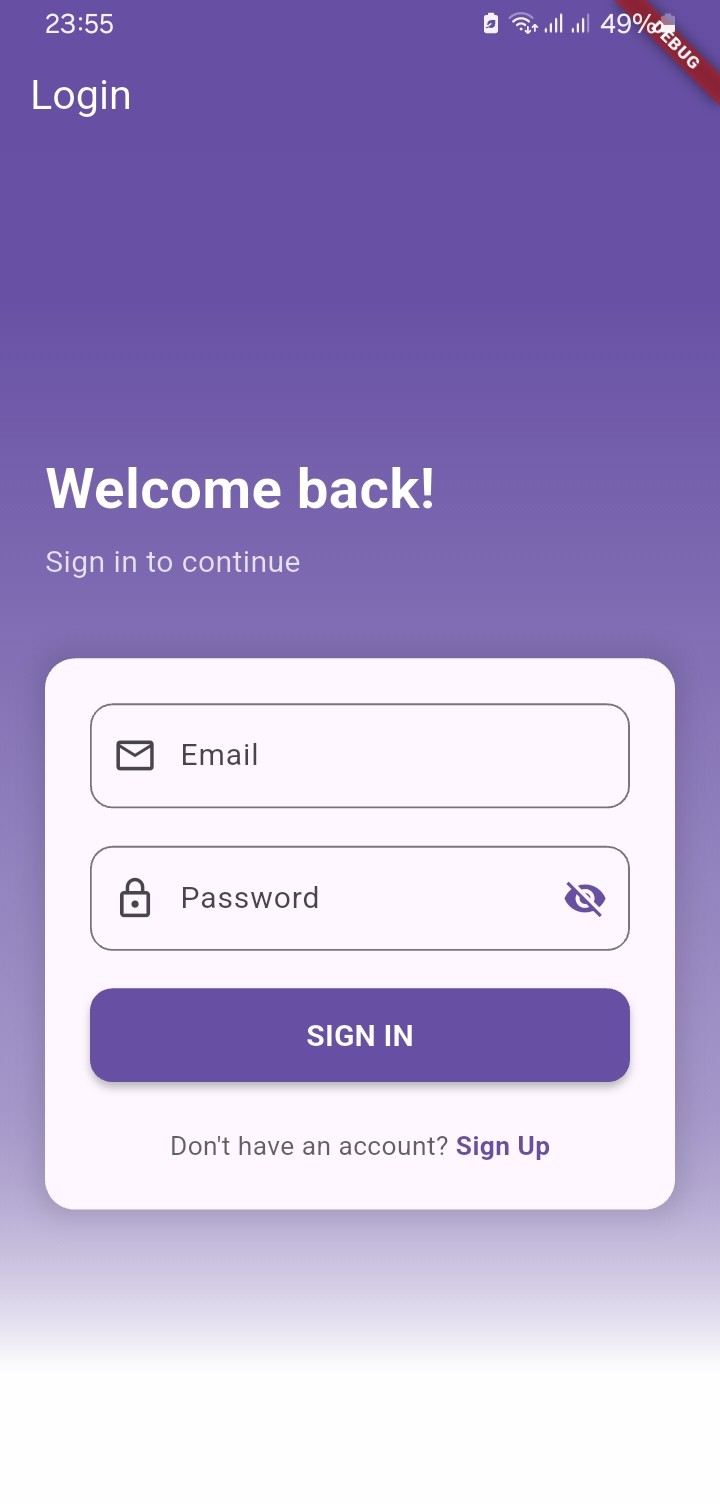 23:55
49%
DEBUG
Login
Welcome back!
Sign in to continue
Email
Password
SIGN IN
Don't have an account? Sign Up